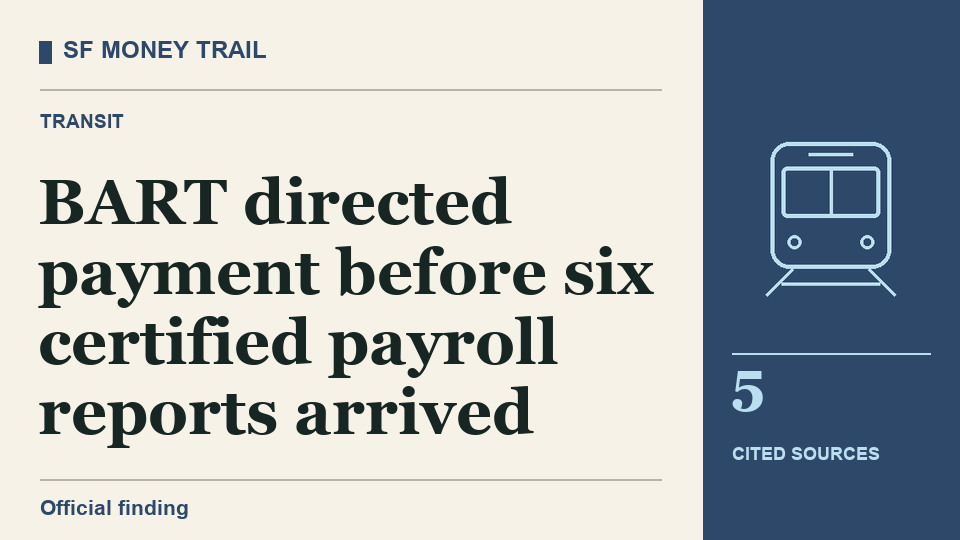 SF MONEY TRAIL
TRANSIT
BART directed
payment before six
certified payroll
reports arrived
Official finding
5
CITED SOURCES